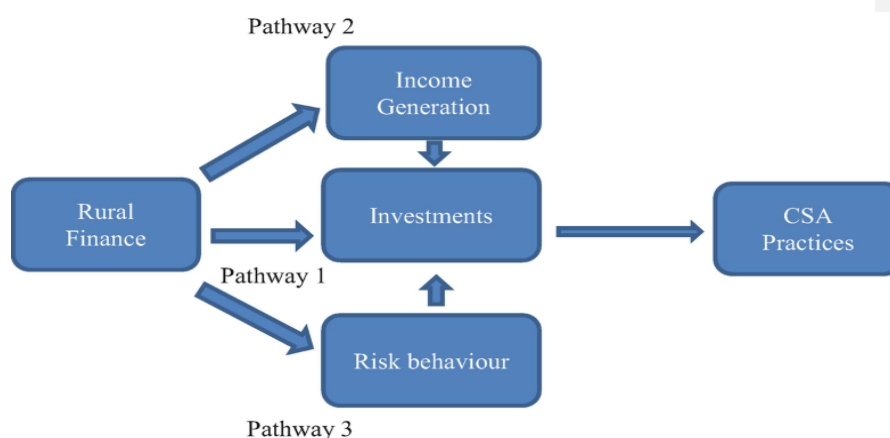 Pathway 2
Income
Generation
Rural
Finance
Investments
CSA
Practices
Pathway 1
Risk behaviour
Pathway 3